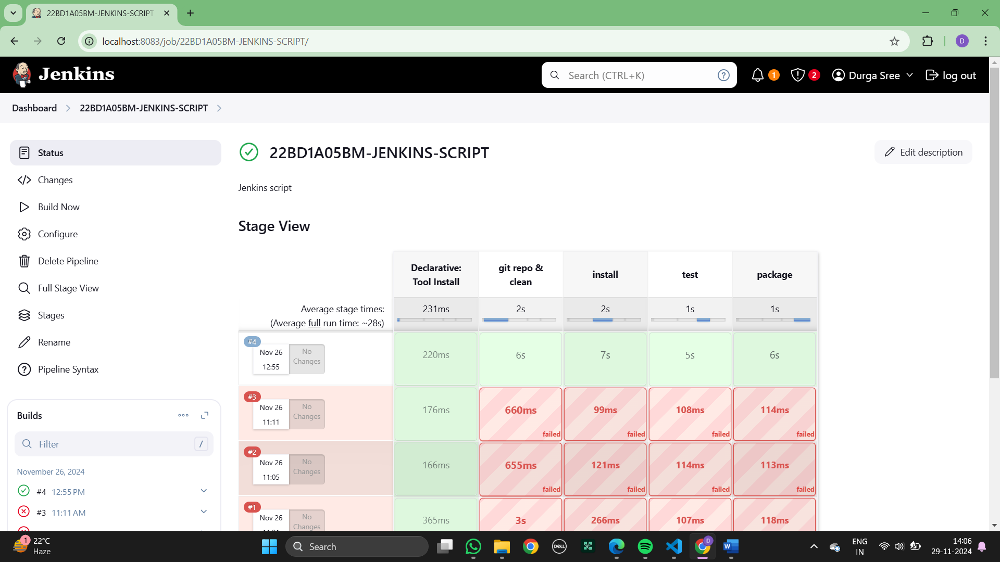 22BD1A05BM-JENKINS-SCRIPT
localhost:8083/job/22BD1A05BM-JENKINS-SCRIPT/
D
Jenkins
Search (CTRL+K)
?
1
2
Durga Sree
log out
Dashboard
22BD1A05BM-JENKINS-SCRIPT
Status
Changes
Build Now
Configure
Delete Pipeline
Full Stage View
Stages
Rename
Pipeline Syntax
Builds
Filter
/
November 26, 2024
#4 12:55 PM
#3 11:11 AM
22BD1A05BM-JENKINS-SCRIPT
Edit description
Jenkins script
Stage View
Declarative:
Tool Install
git repo &
clean
install
test
package
Average stage times:
(Average full run time: ~28s)
231ms
2s
2s
1s
1s
#4
Nov 26
12:55
No
Changes
220ms
6s
7s
5s
6s
#3
Nov 26
11:11
No
Changes
176ms
660ms
failed
99ms
failed
108ms
failed
114ms
failed
#2
Nov 26
11:05
No
Changes
166ms
655ms
failed
121ms
failed
114ms
failed
113ms
failed
#1
Nov 26
No
Changes
365ms
3s
266ms
107ms
118ms
1
22°C
Haze
Search
DELL
D
W
ENG
IN
14:06
29-11-2024